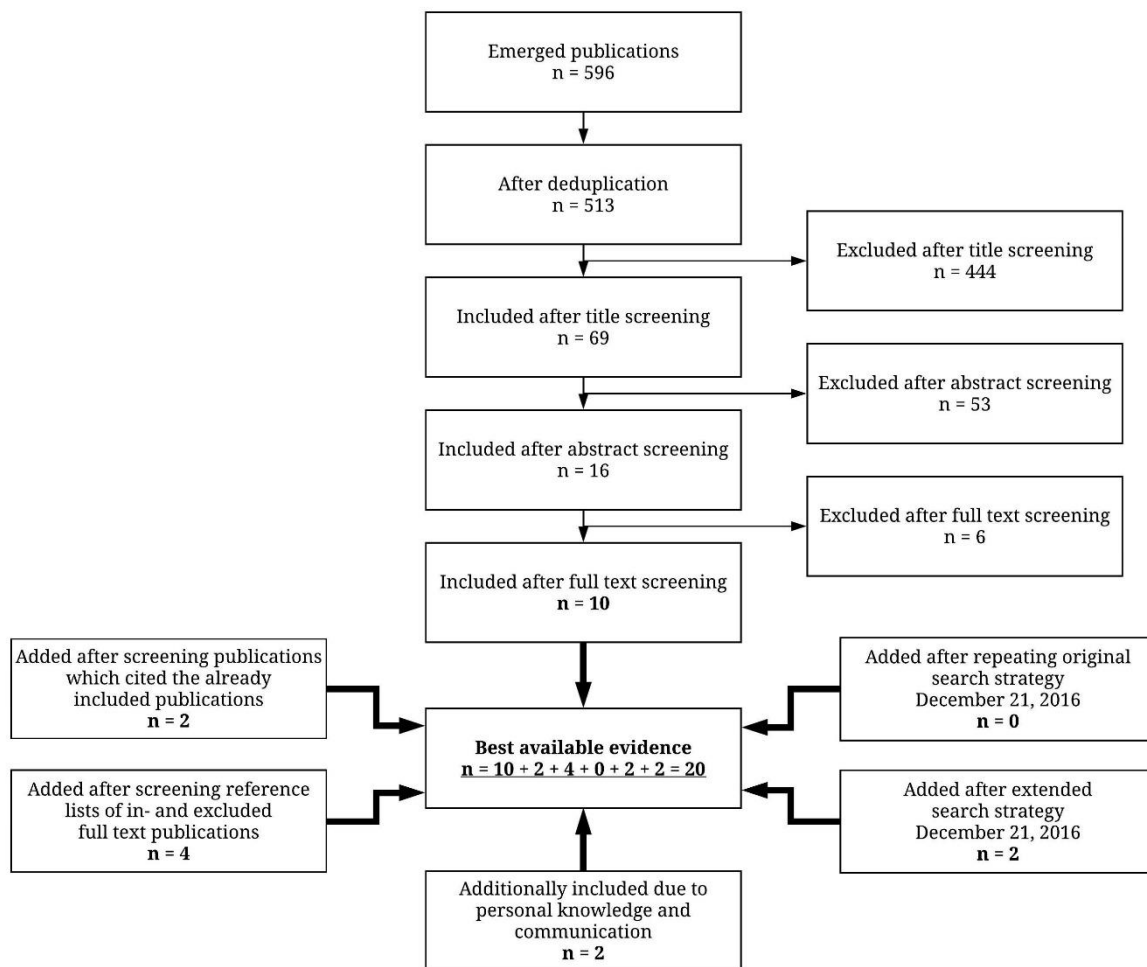 Emerged publications
n = 596
After deduplication
n = 513
Excluded after title screening
n = 444
Included after title screening
n = 69
Excluded after abstract screening
n = 53
Included after abstract screening
n = 16
Excluded after full text screening
n = 6
Included after full text screening
n = 10
Added after screening publications
which cited the already
included publications
n = 2
Added after repeating original
search strategy
December 21, 2016
n = 0
Best available evidence
n = 10 + 2 + 4 + 0 + 2 + 2 = 20
Added after screening reference
lists of in- and excluded
full text publications
n = 4
Added after extended
search strategy
December 21, 2016
n = 2
Additionally included due to
personal knowledge and
communication
n = 2